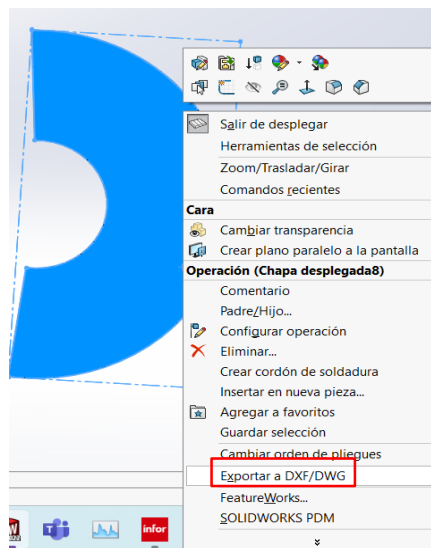 Salir de desplegar
Herramientas de selección
Zoom/Trasladar/Girar
Comandos recientes
Cara
Cambiar transparencia
Crear plano paralelo a la pantalla
Operación (Chapa desplegada8)
Comentario
Padre/Hijo...
Configurar operación
Eliminar...
Crear cordón de soldadura
Insertar en nueva pieza...
Agregar a favoritos
Guardar selección
Cambiar orden de pliegues
Exportar a DXF/DWG
FeatureWorks...
SOLIDWORKS PDM
infor